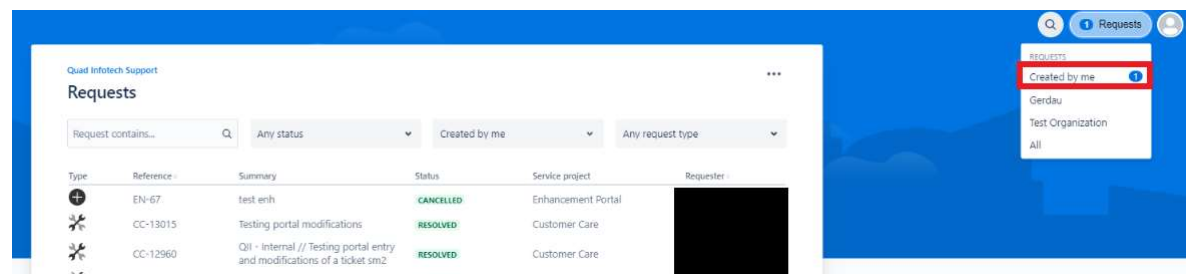 1 Requests
Quad Infotech Support
Requests
Request contains...
Any status
Created by me
Any request type
REQUESTS
Created by me 1
Gerdau
Test Organization
All
Type Reference Summary Status Service project Requester
EN-67 test enh CANCELLED Enhancement Portal
CC-13015 Testing portal modifications RESOLVED Customer Care
CC-12960 QII - Internal // Testing portal entry and modifications of a ticket sm2 RESOLVED Customer Care